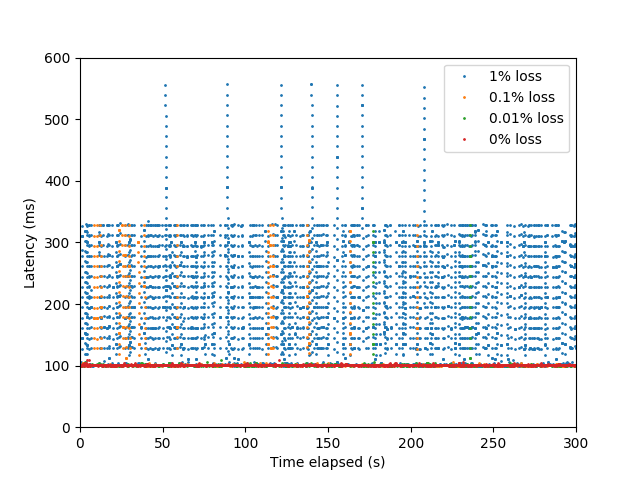 600
500
400
300
200
100
0
Latency (ms)
0 50 100 150 200 250 300
Time elapsed (s)
1% loss
0.1% loss
0.01% loss
0% loss